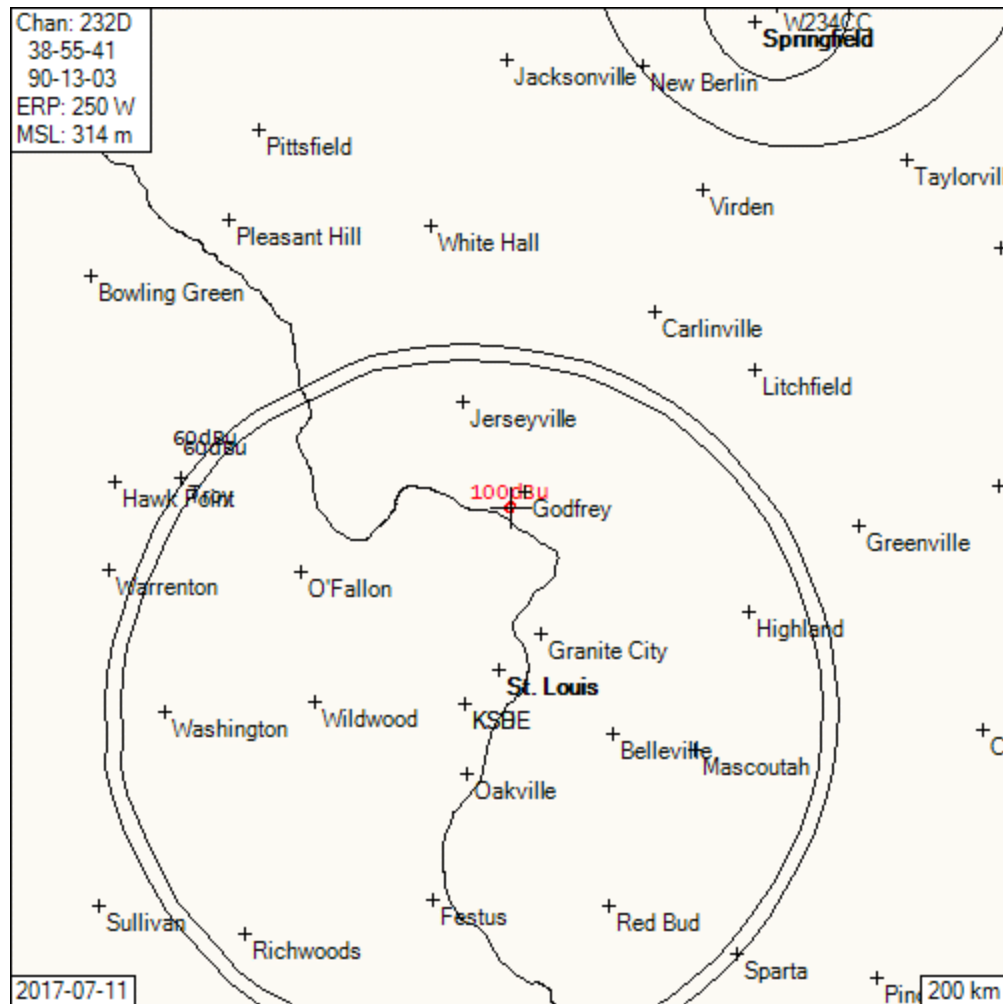 Chan: 232D
38-55-41
90-13-03
ERP: 250 W
MSL: 314 m
W234CC
Springfield
Jacksonville
New Berlin
Pittsfield
Taylorvill
Virden
Pleasant Hill
White Hall
Bowling Green
Carlinville
Litchfield
Jerseyville
60dBu
60dBu
Hawk Point
Troy
100dBu
Godfrey
Greenville
Warrenton
O'Fallon
Highland
Granite City
St. Louis
Washington
Wildwood
Belleville
Mascoutah
Oakville
Sullivan
Festus
Red Bud
Richwoods
Sparta
2017-07-11
200 km